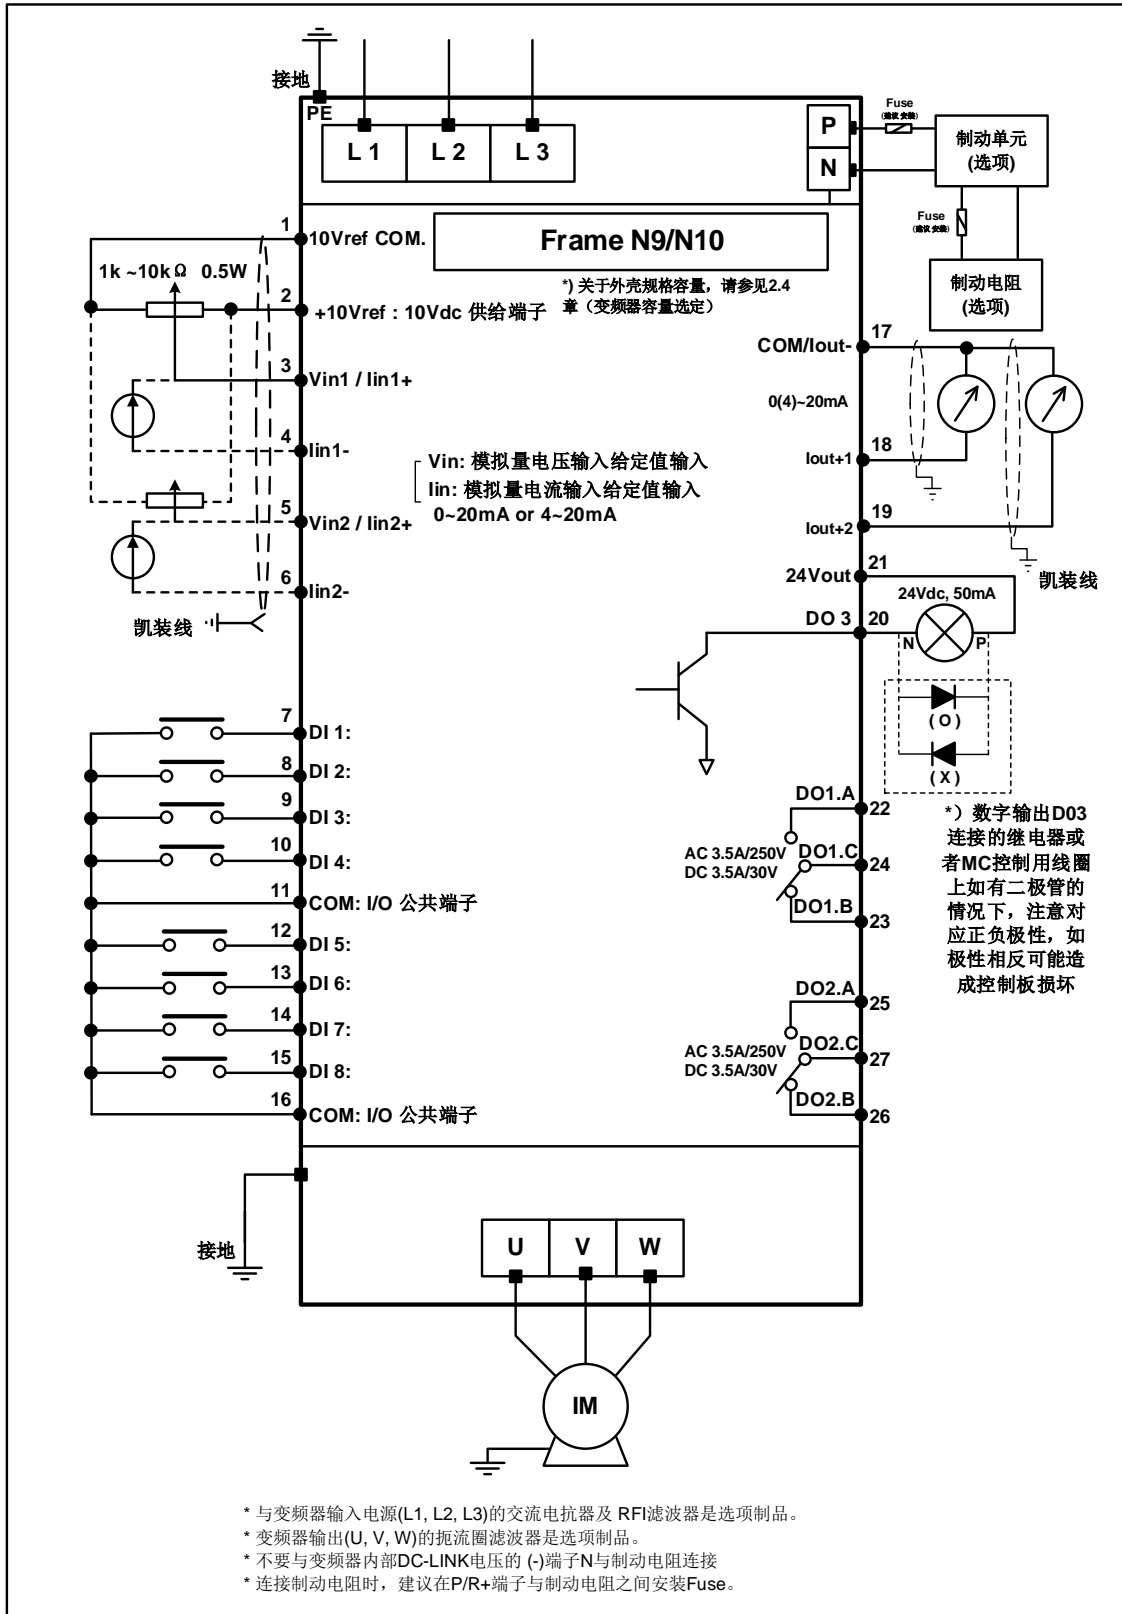 接地
PE
L 1
L 2
L 3
P
N
Fuse
(建议安装)
制动单元
(选项)
Fuse
(建议安装)
制动电阻
(选项)
1
10Vref COM.
Frame N9/N10
*) 关于外壳规格容量，请参见2.4
章（变频器容量选定）
1k ~10k Ω 0.5W
2
+10Vref : 10Vdc 供给端子
3
Vin1 / Iin1+
4
Iin1-
Vin: 模拟量电压输入给定值输入
Iin: 模拟量电流输入给定值输入
0~20mA or 4~20mA
5
Vin2 / Iin2+
6
Iin2-
凯装线
COM/Iout-
17
0(4)~20mA
18
Iout+1
19
Iout+2
凯装线
21
24Vout
24Vdc, 50mA
DO 3
20
N
P
( O )
( X )
*）数字输出D03
连接的继电器或
者MC控制用线圈
上如有二极管的
情况下，注意对
应正负极性，如
极性相反可能造
成控制板损坏
7
DI 1:
8
DI 2:
9
DI 3:
10
DI 4:
11
COM: I/O 公共端子
12
DI 5:
13
DI 6:
14
DI 7:
15
DI 8:
16
COM: I/O 公共端子
DO1.A
22
AC 3.5A/250V
DC 3.5A/30V
DO1.C
24
DO1.B
23
DO2.A
25
AC 3.5A/250V
DC 3.5A/30V
DO2.C
27
DO2.B
26
接地
U
V
W
IM
* 与变频器输入电源(L1, L2, L3)的交流电抗器及 RFI滤波器是选项制品。
* 变频器输出(U, V, W)的扼流圈滤波器是选项制品。
* 不要与变频器内部DC-LINK电压的 (-)端子N与制动电阻连接
* 连接制动电阻时，建议在P/R+端子与制动电阻之间安装Fuse。